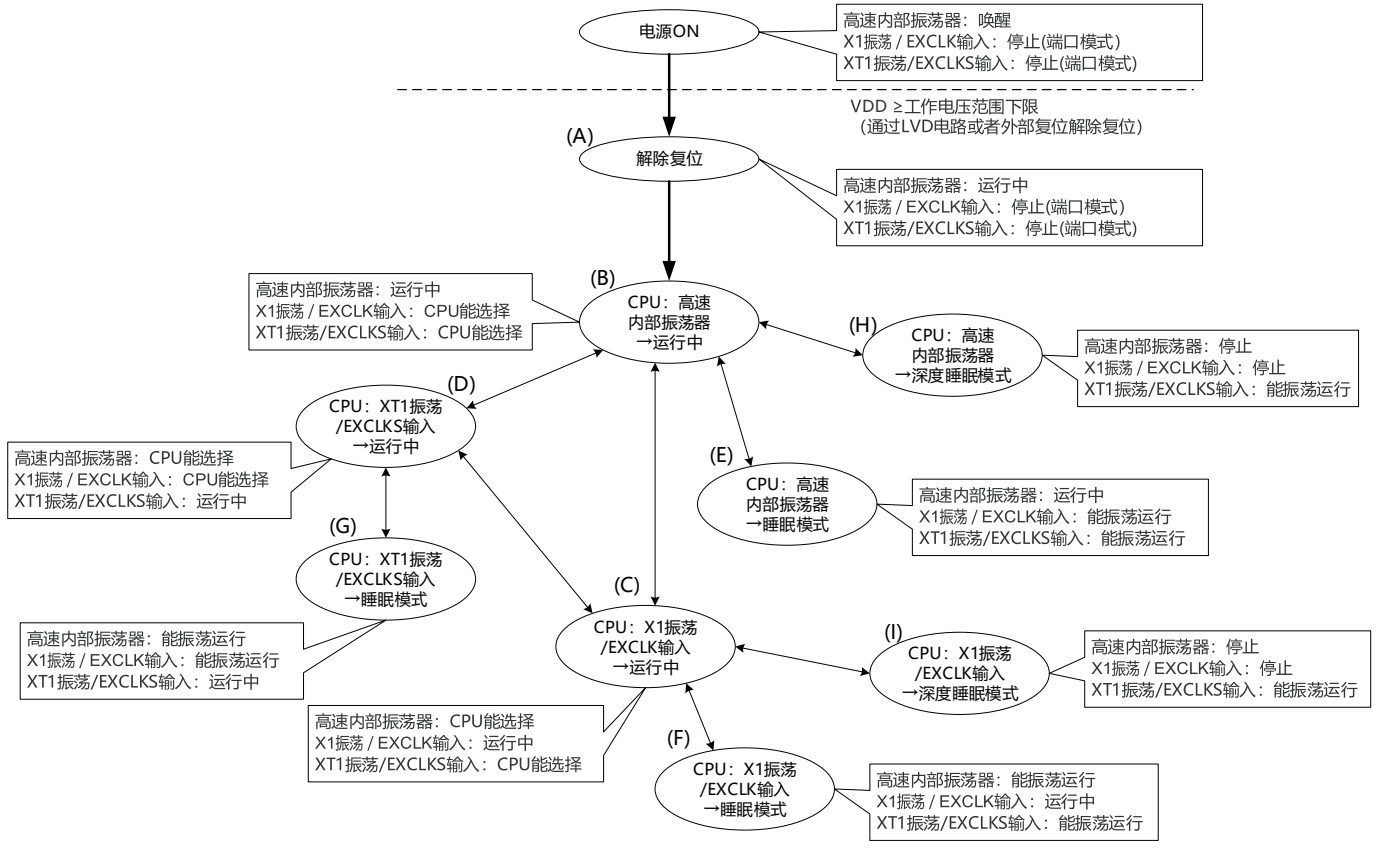 电源ON
高速内部振荡器：唤醒
X1振荡 / EXCLK输入：停止(端口模式)
XT1振荡/EXCLKS输入：停止(端口模式)
VDD ≥工作电压范围下限
（通过LVD电路或者外部复位解除复位）
(A)
解除复位
高速内部振荡器：运行中
X1振荡 / EXCLK输入：停止(端口模式)
XT1振荡/EXCLKS输入：停止(端口模式)
(B)
CPU：高速
内部振荡器
→运行中
高速内部振荡器：运行中
X1振荡 / EXCLK输入：CPU能选择
XT1振荡/EXCLKS输入：CPU能选择
(H)
CPU：高速
内部振荡器
→深度睡眠模式
高速内部振荡器：停止
X1振荡 / EXCLK输入：停止
XT1振荡/EXCLKS输入：能振荡运行
(D)
CPU：XT1振荡
/EXCLKS输入
→运行中
高速内部振荡器：CPU能选择
X1振荡 / EXCLK输入：CPU能选择
XT1振荡/EXCLKS输入：运行中
(E)
CPU：高速
内部振荡器
→睡眠模式
高速内部振荡器：运行中
X1振荡 / EXCLK输入：能振荡运行
XT1振荡/EXCLKS输入：能振荡运行
(G)
CPU：XT1振荡
/EXCLKS输入
→睡眠模式
高速内部振荡器：能振荡运行
X1振荡 / EXCLK输入：能振荡运行
XT1振荡/EXCLKS输入：运行中
(C)
CPU：X1振荡
/EXCLK输入
→运行中
高速内部振荡器：CPU能选择
X1振荡 / EXCLK输入：运行中
XT1振荡/EXCLKS输入：CPU能选择
(I)
CPU：X1振荡
/EXCLK输入
→深度睡眠模式
高速内部振荡器：停止
X1振荡 / EXCLK输入：停止
XT1振荡/EXCLKS输入：能振荡运行
(F)
CPU：X1振荡
/EXCLK输入
→睡眠模式
高速内部振荡器：能振荡运行
X1振荡 / EXCLK输入：运行中
XT1振荡/EXCLKS输入：能振荡运行